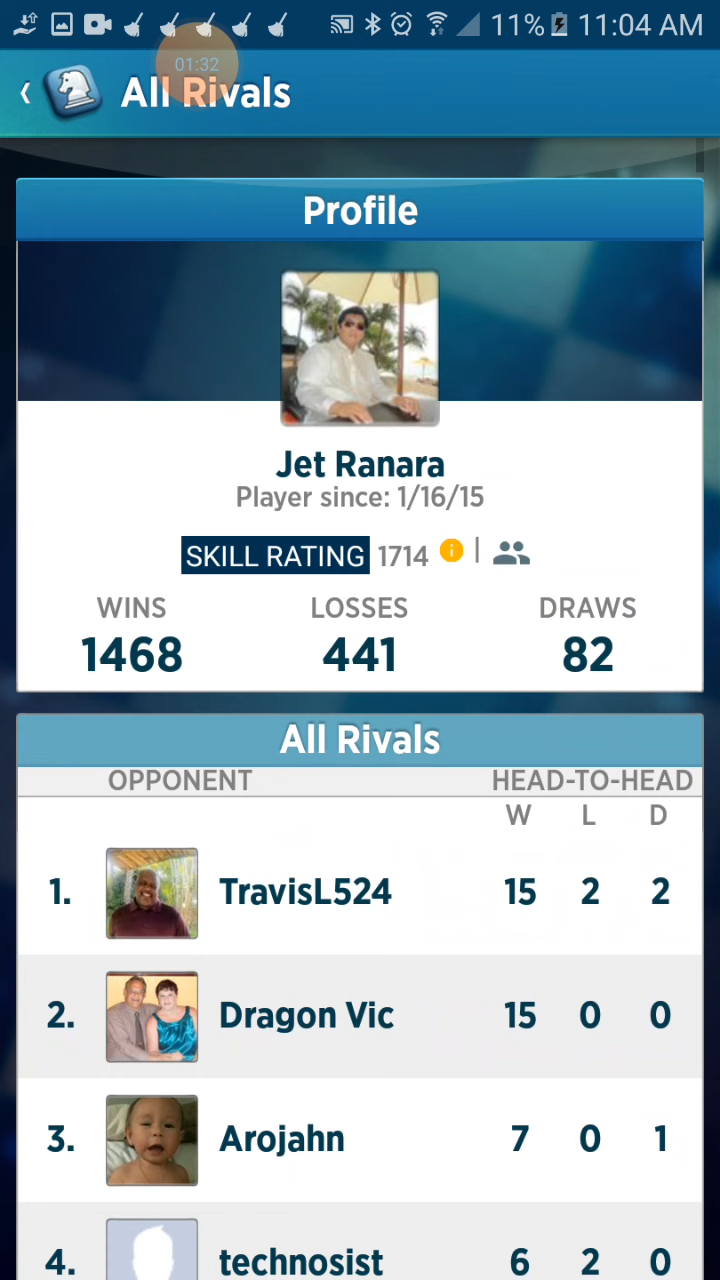 11% 11:04 AM
01:32
All Rivals
Profile
Jet Ranara
Player since: 1/16/15
SKILL RATING 1714
WINS LOSSES DRAWS
1468 441 82
All Rivals
OPPONENT HEAD-TO-HEAD
W L D
1. TravisL524 15 2 2
2. Dragon Vic 15 0 0
3. Arojahn 7 0 1
4. technosist 6 2 0